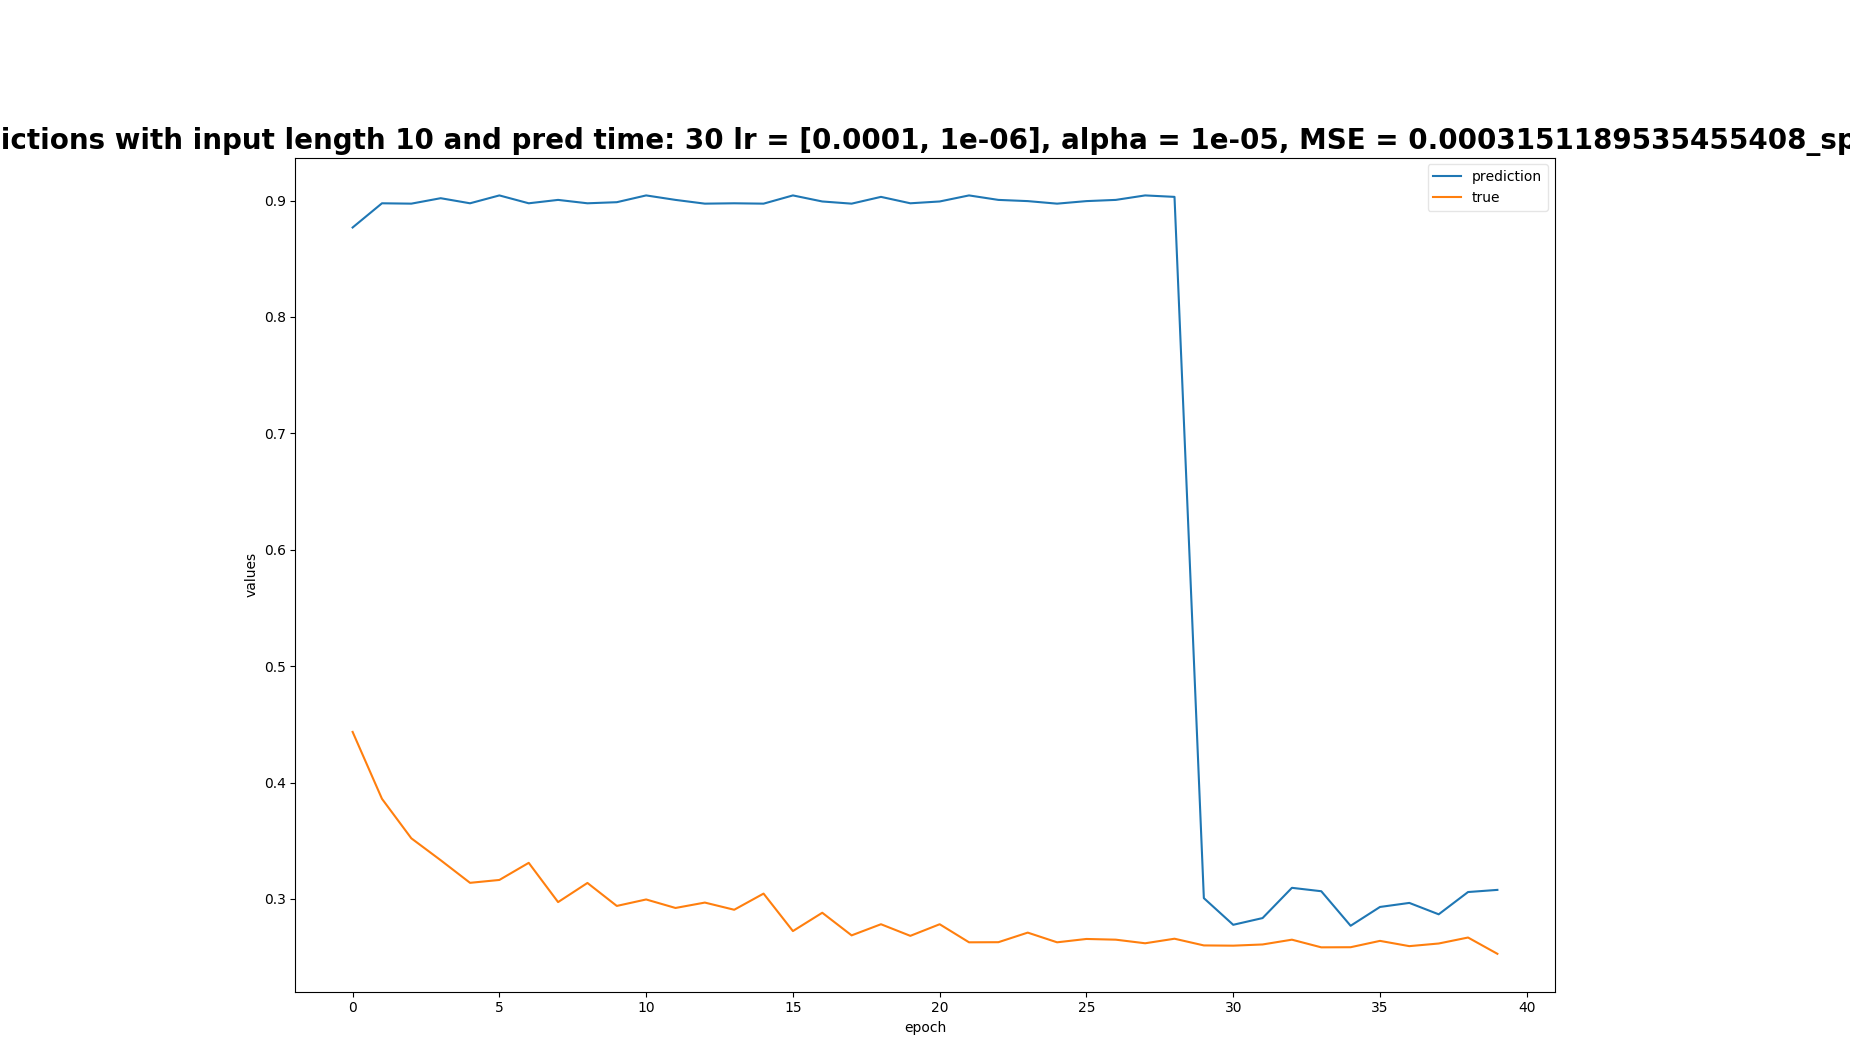 ictions with input length 10 and pred time: 30 lr = [0.0001, 1e-06], alpha = 1e-05, MSE = 0.0003151189535455408_sp
prediction
true
0.9
0.8
0.7
0.6
0.5
0.4
0.3
values
0 5 10 15 20 25 30 35 40
epoch